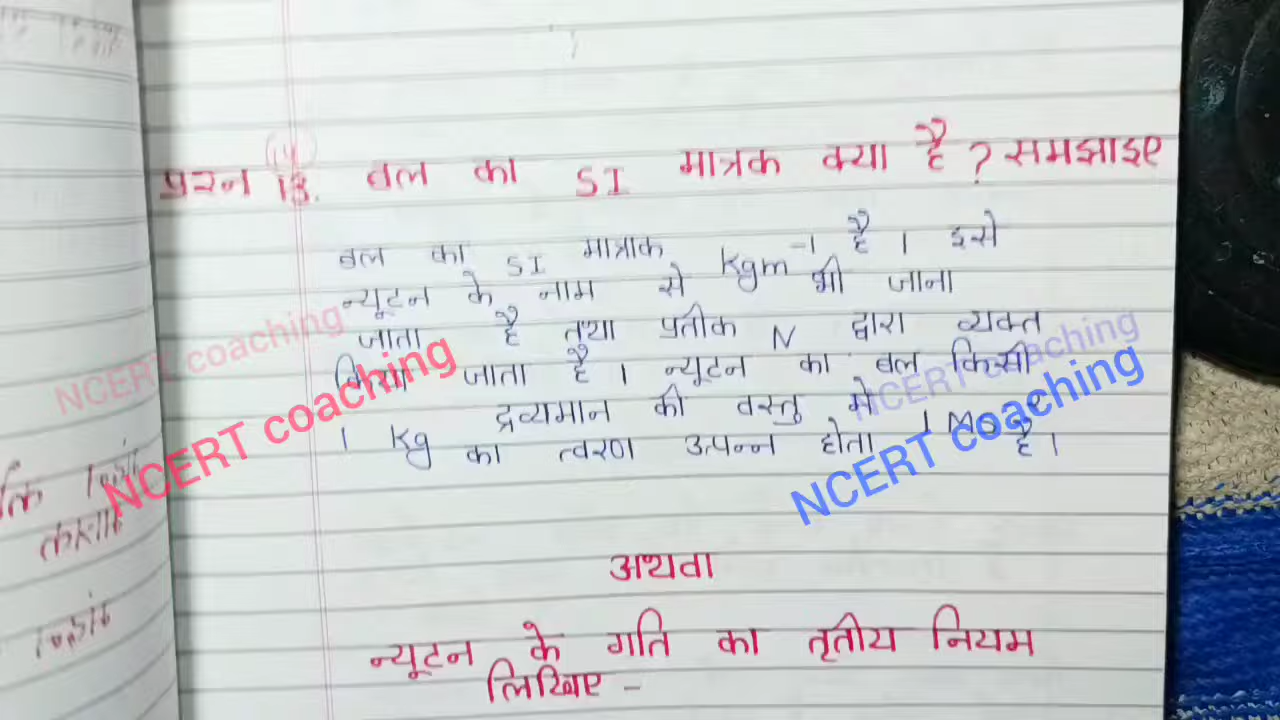 (14)
प्रश्न 13. बल का SI मात्रक क्या है ? समझाइए
बल का SI मात्राक kgm -1 है । इसे
न्यूटन के नाम से भी जाना
जाता है तथा प्रतीक N द्वारा व्यक्त
किया जाता है । न्यूटन का बल किसी
1 kg द्रव्यमान की वस्तु मे
का त्वरण उत्पन्न होता है ।
NCERT coaching
NCERT coaching
NCERT coaching
NCERT coaching
अथवा
न्यूटन के गति का तृतीय नियम
लिखिए -